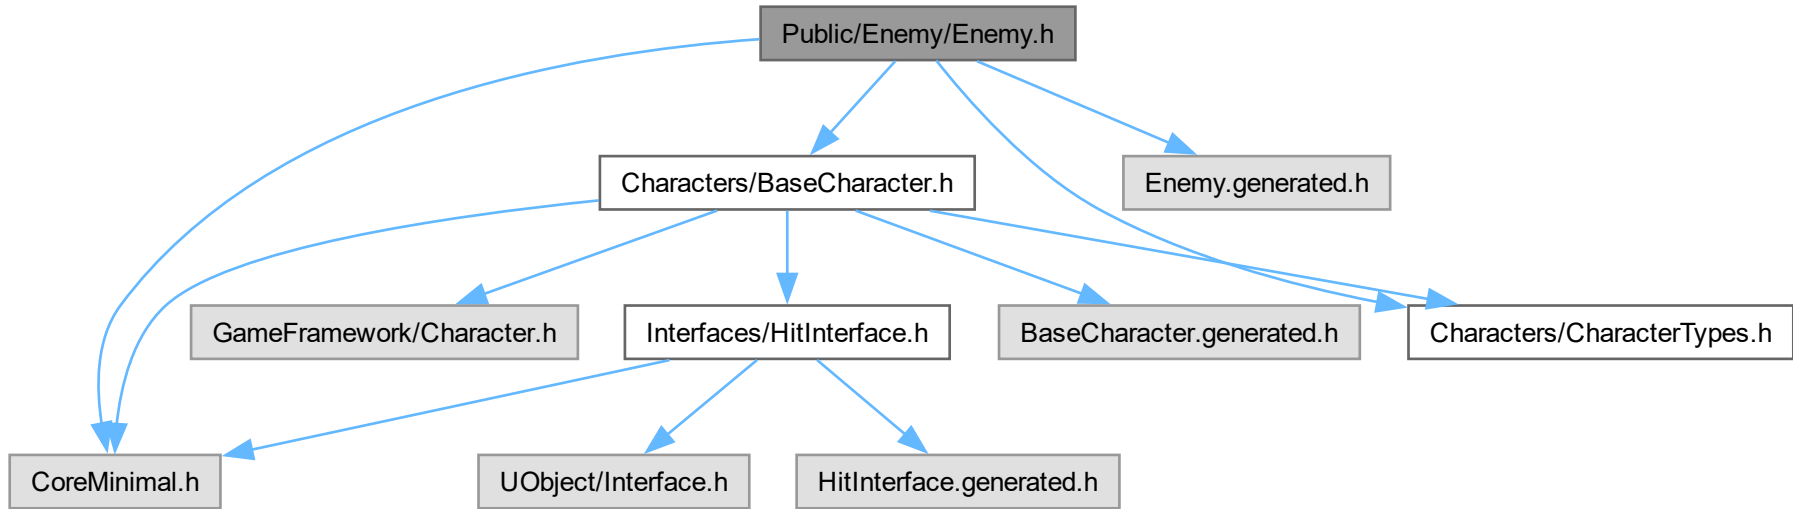 Public/Enemy/Enemy.h
Characters/BaseCharacter.h
Enemy.generated.h
GameFramework/Character.h
Interfaces/HitInterface.h
BaseCharacter.generated.h
Characters/CharacterTypes.h
CoreMinimal.h
UObject/Interface.h
HitInterface.generated.h